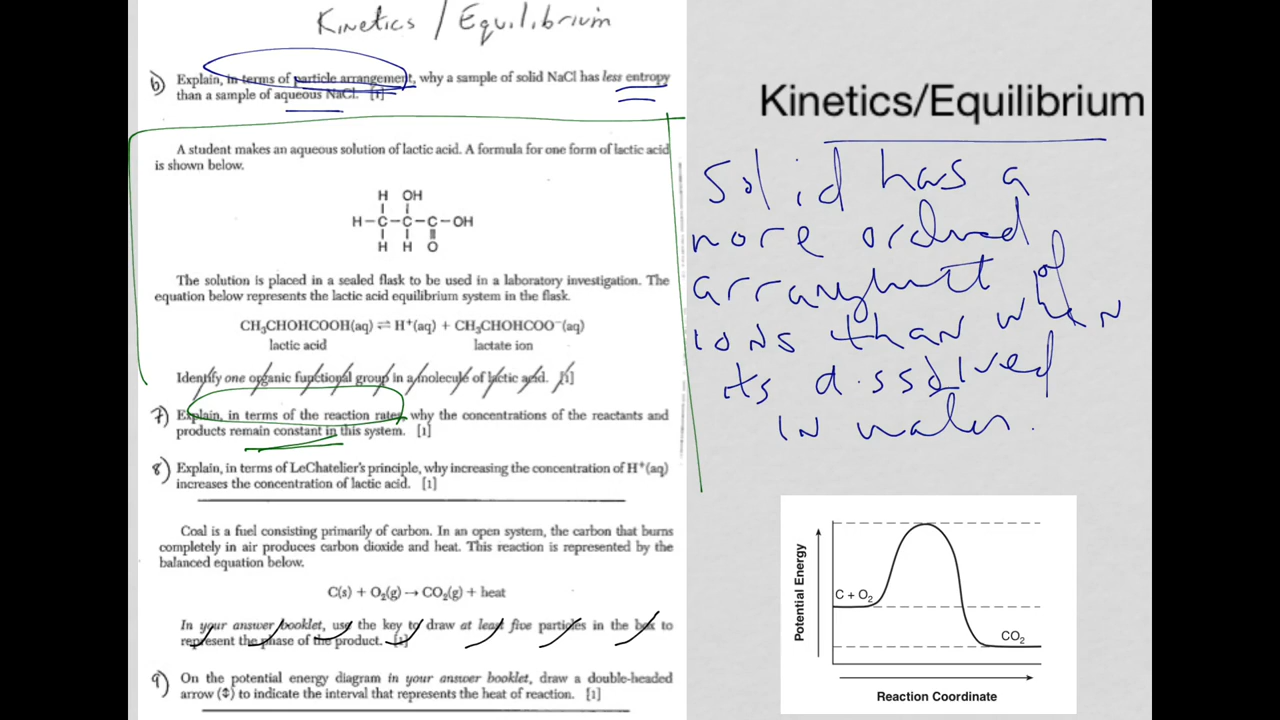 Kinetics / Equilibrium
6) Explain, in terms of particle arrangement, why a sample of solid NaCl has less entropy
than a sample of aqueous NaCl. [1]
A student makes an aqueous solution of lactic acid. A formula for one form of lactic acid
is shown below.
H OH
H–C–C–C–OH
H H O
The solution is placed in a sealed flask to be used in a laboratory investigation. The
equation below represents the lactic acid equilibrium system in the flask.
CH₃CHOHCOOH(aq) ⇌ H⁺(aq) + CH₃CHOHCOO⁻(aq)
lactic acid lactate ion
Identify one organic functional group in a molecule of lactic acid. [1]
7) Explain, in terms of the reaction rates, why the concentrations of the reactants and
products remain constant in this system. [1]
8) Explain, in terms of LeChatelier's principle, why increasing the concentration of H⁺(aq)
increases the concentration of lactic acid. [1]
Coal is a fuel consisting primarily of carbon. In an open system, the carbon that burns
completely in air produces carbon dioxide and heat. This reaction is represented by the
balanced equation below.
C(s) + O₂(g) → CO₂(g) + heat
In your answer booklet, use the key to draw at least five particles in the box to
represent the phase of the product. [1]
9) On the potential energy diagram in your answer booklet, draw a double-headed
arrow (↕) to indicate the interval that represents the heat of reaction. [1]
Kinetics/Equilibrium
Solid has a
more ordered
arrangement of
ions than when
its dissolved
in water.
Potential Energy
C + O₂
CO₂
Reaction Coordinate